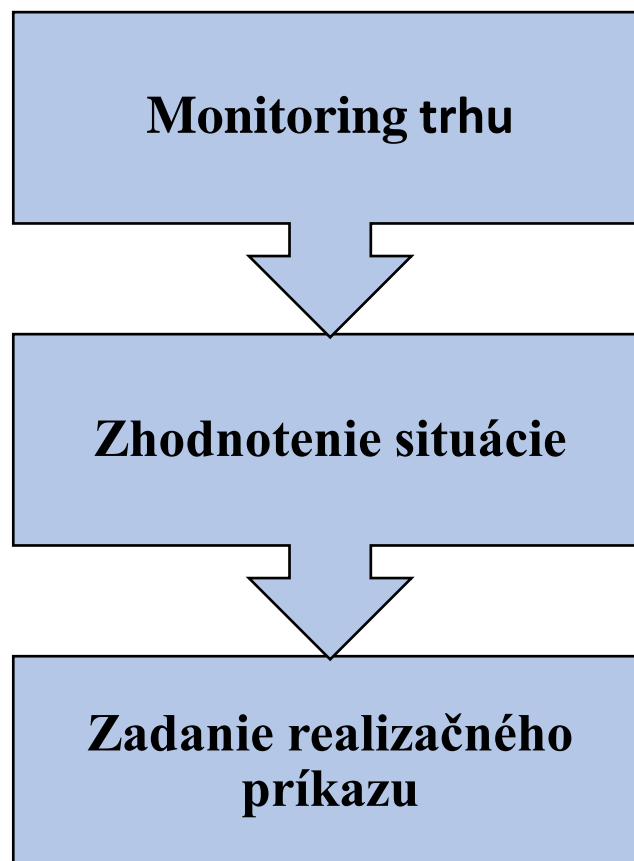 Monitoring trhu
Zhodnotenie situácie
Zadanie realizačného
príkazu